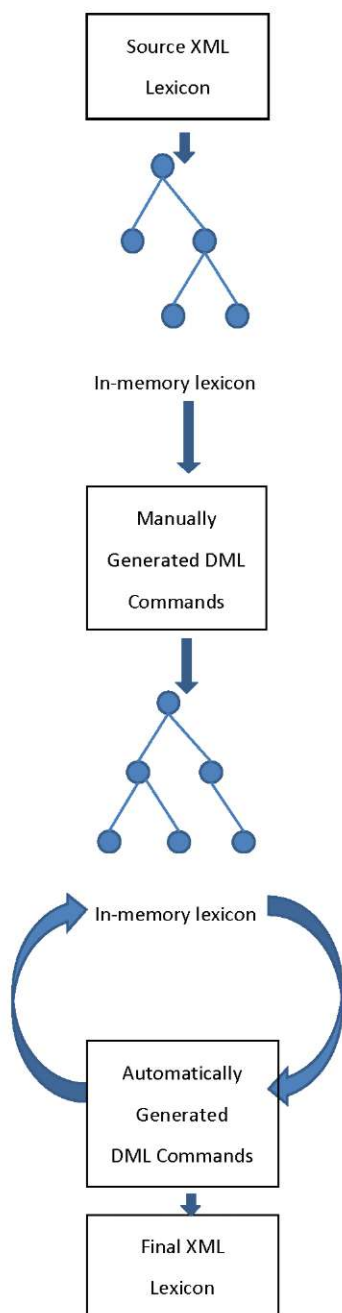 Source XML
Lexicon
In-memory lexicon
Manually
Generated DML
Commands
In-memory lexicon
Automatically
Generated
DML Commands
Final XML
Lexicon